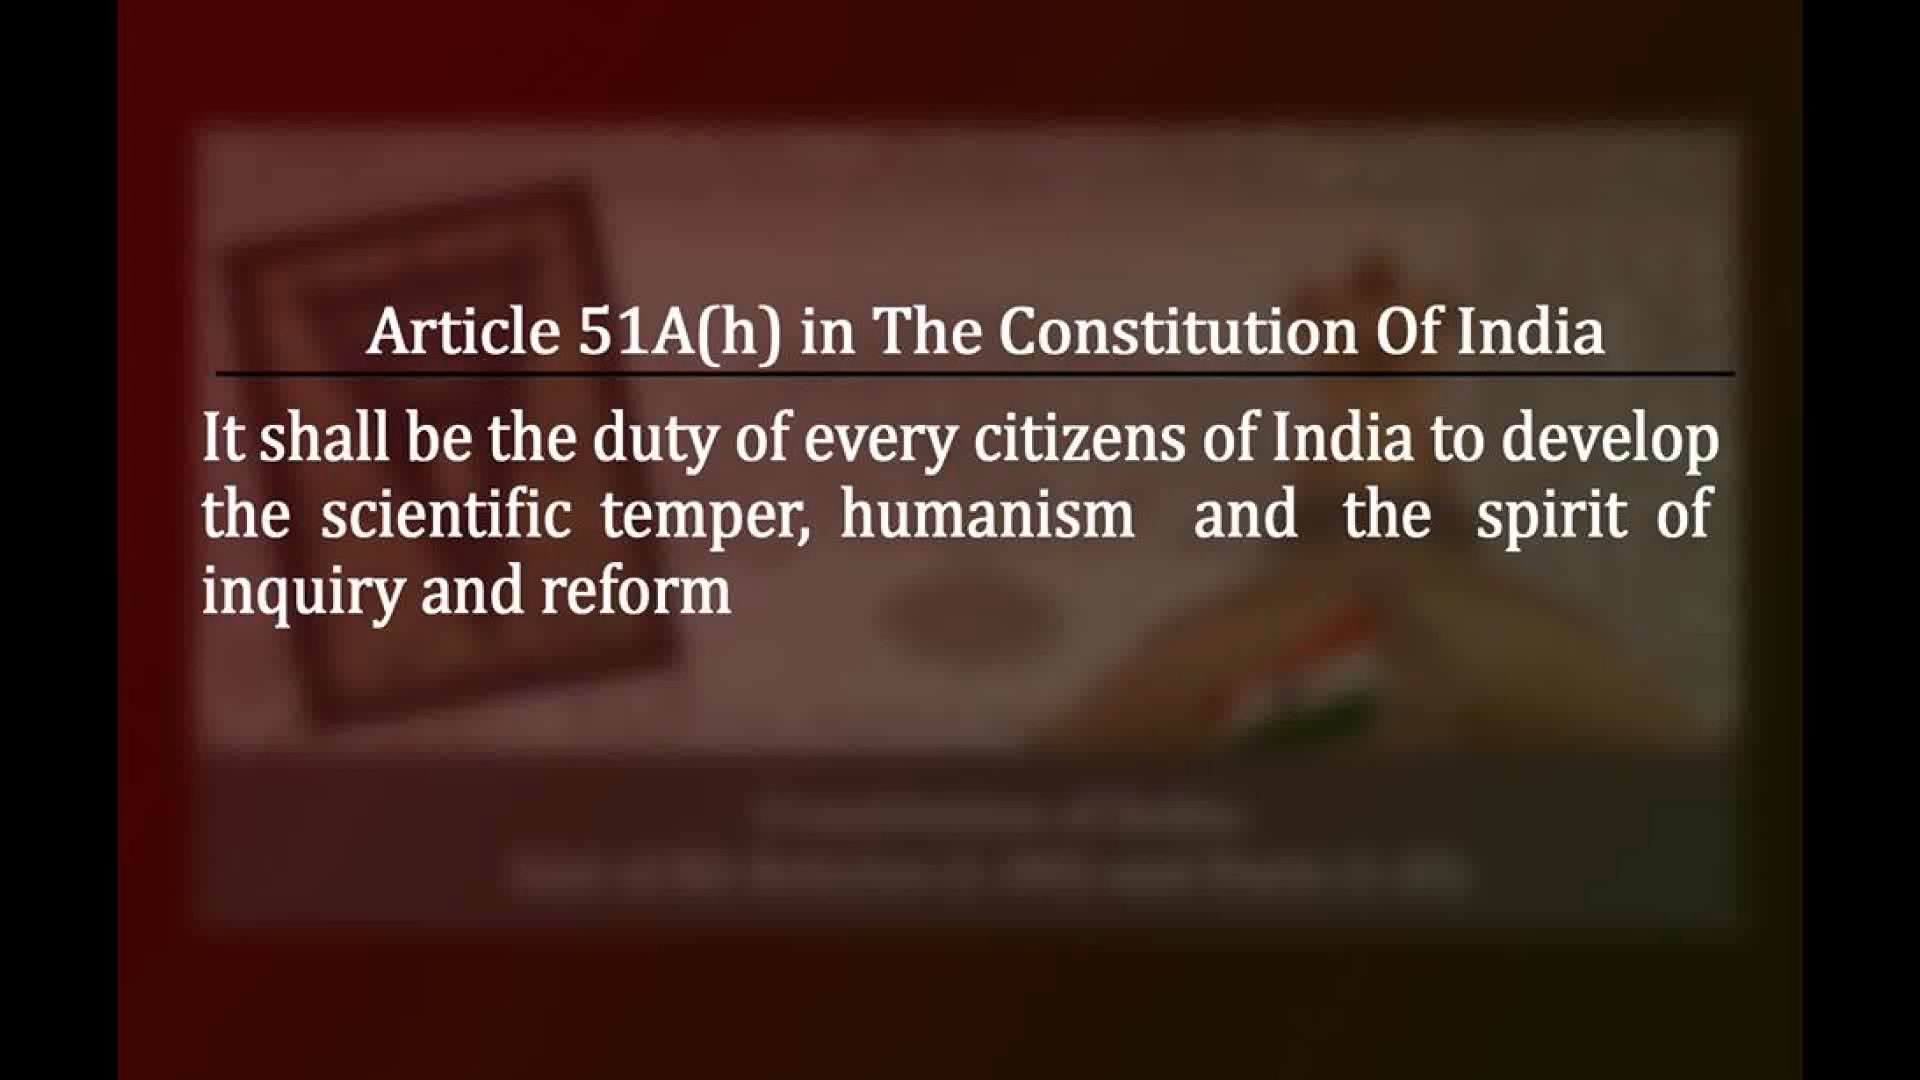 Article 51A(h) in The Constitution Of India
It shall be the duty of every citizens of India to develop
the scientific temper, humanism and the spirit of
inquiry and reform